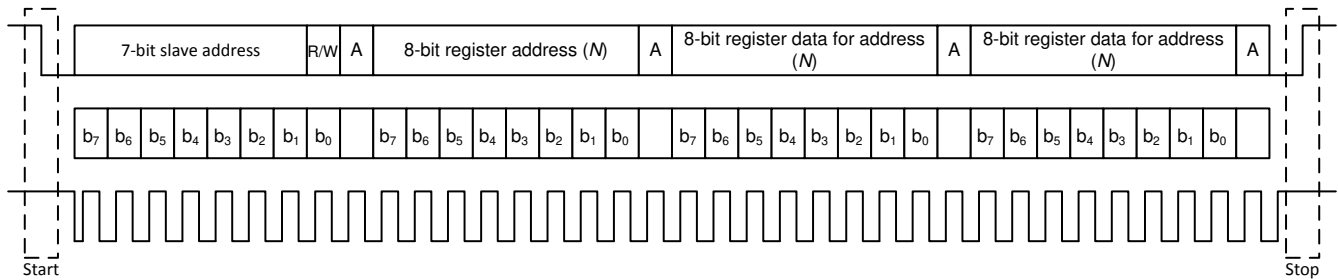 7-bit slave address R/W A 8-bit register address (N) A 8-bit register data for address (N) A 8-bit register data for address (N) A
b7 b6 b5 b4 b3 b2 b1 b0 b7 b6 b5 b4 b3 b2 b1 b0 b7 b6 b5 b4 b3 b2 b1 b0 b7 b6 b5 b4 b3 b2 b1 b0
Start Stop